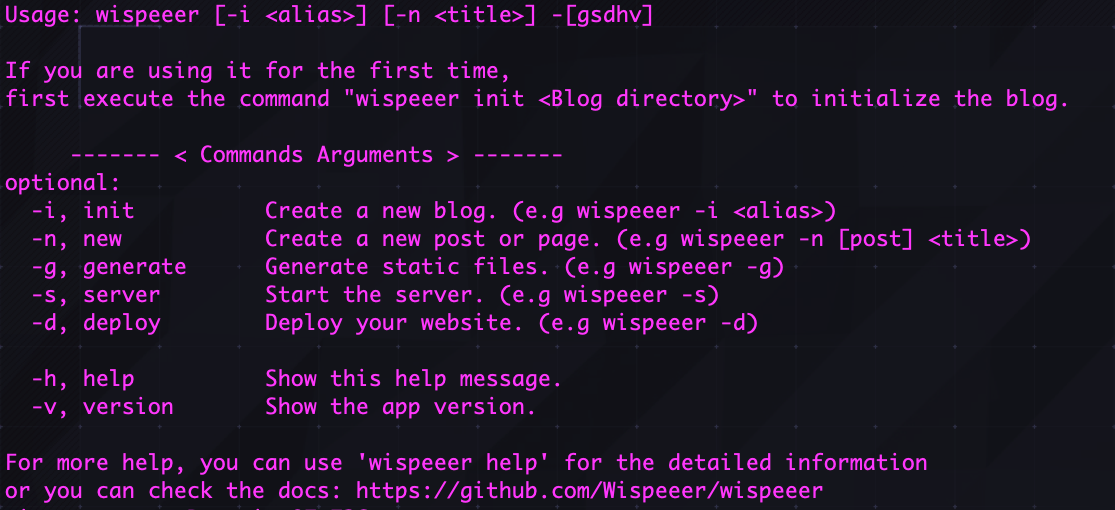 Usage: wispeeer [-i <alias>] [-n <title>] -[gsdhv]
If you are using it for the first time,
first execute the command "wispeeer init <Blog directory>" to initialize the blog.
------- < Commands Arguments > -------
optional:
-i, init Create a new blog. (e.g wispeeer -i <alias>)
-n, new Create a new post or page. (e.g wispeeer -n [post] <title>)
-g, generate Generate static files. (e.g wispeeer -g)
-s, server Start the server. (e.g wispeeer -s)
-d, deploy Deploy your website. (e.g wispeeer -d)
-h, help Show this help message.
-v, version Show the app version.
For more help, you can use 'wispeeer help' for the detailed information
or you can check the docs: https://github.com/Wispeeer/wispeeer